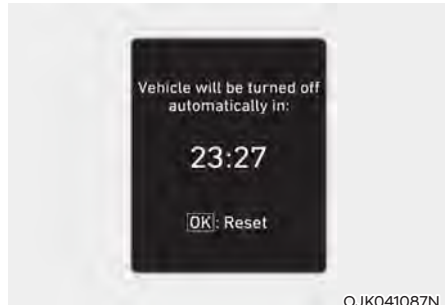 Vehicle will be turned off
automatically in:
23:27
OK: Reset
OJK041087N